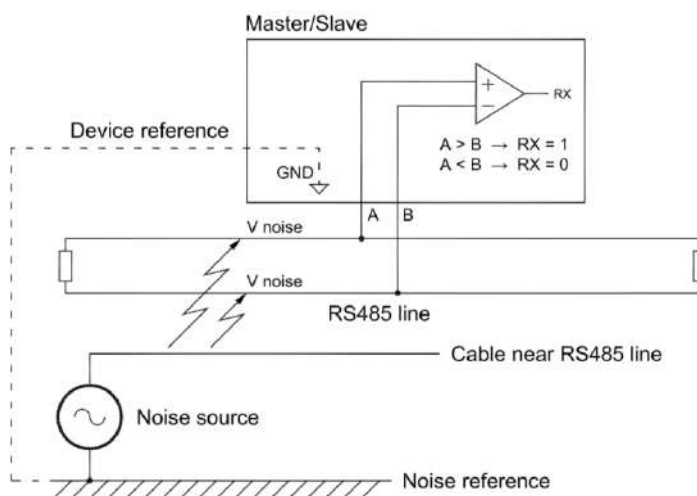 Master/Slave
+
−
RX
Device reference
A > B → RX = 1
A < B → RX = 0
GND
A B
V noise
V noise
RS485 line
Cable near RS485 line
Noise source
Noise reference